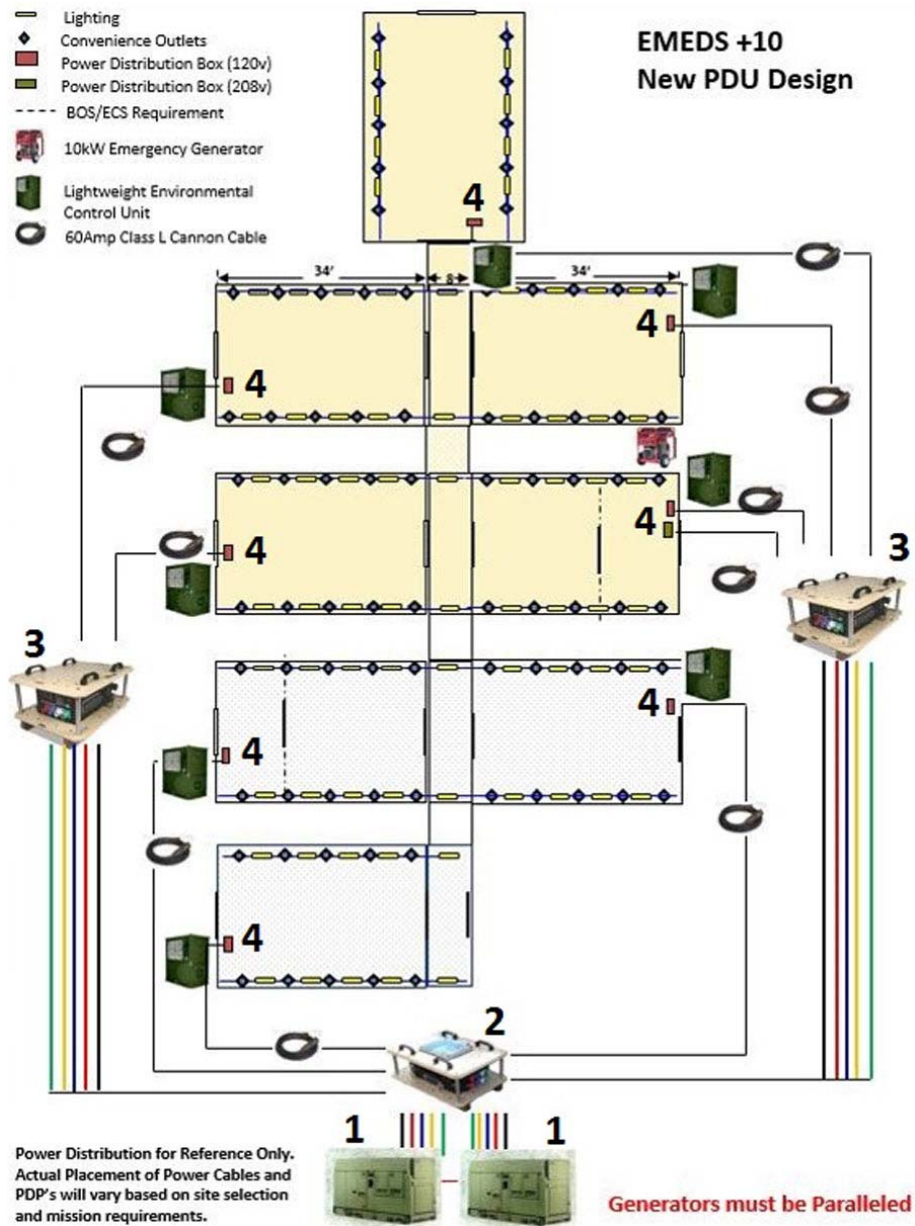 Lighting
Convenience Outlets
Power Distribution Box (120v)
Power Distribution Box (208v)
BOS/ECS Requirement
10kW Emergency Generator
Lightweight Environmental
Control Unit
60Amp Class L Cannon Cable
EMEDS +10
New PDU Design
4
34'
8
34'
4
4
4
4
3
3
4
4
4
2
1
1
Power Distribution for Reference Only.
Actual Placement of Power Cables and
PDP's will vary based on site selection
and mission requirements.
Generators must be Paralleled